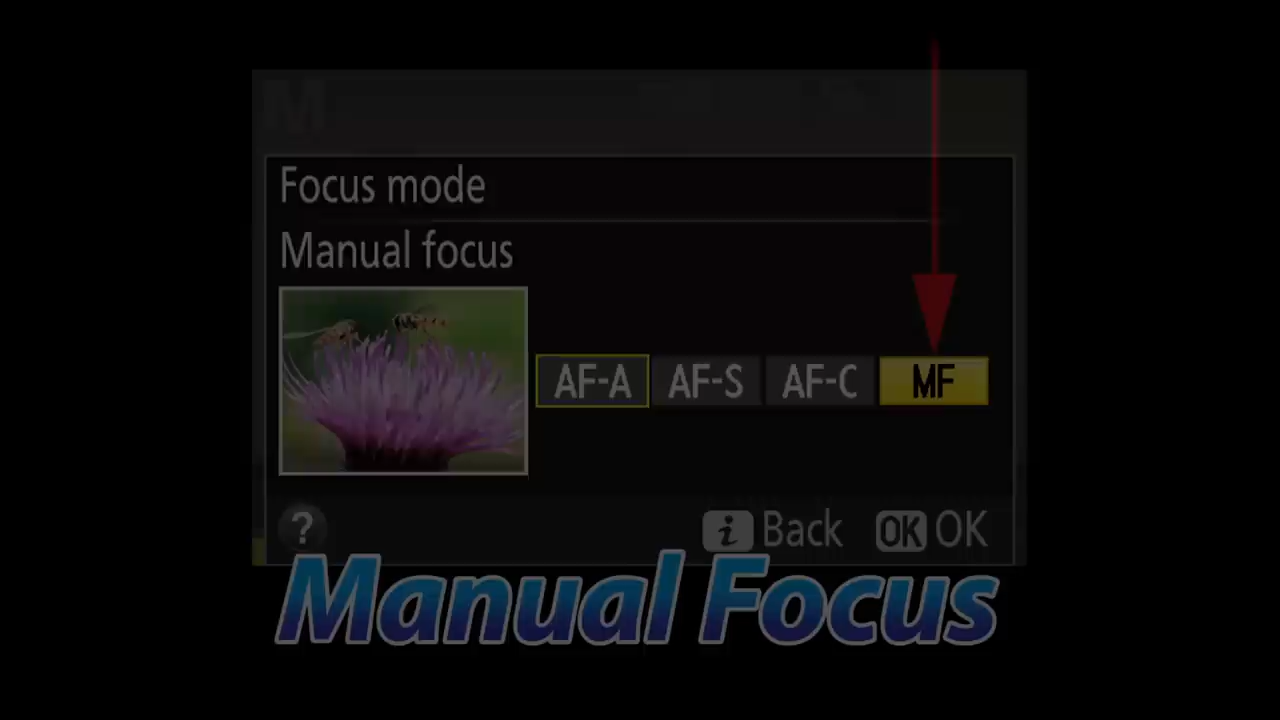 M
Focus mode
Manual focus
AF-A AF-S AF-C MF
? i Back OK OK
Manual Focus